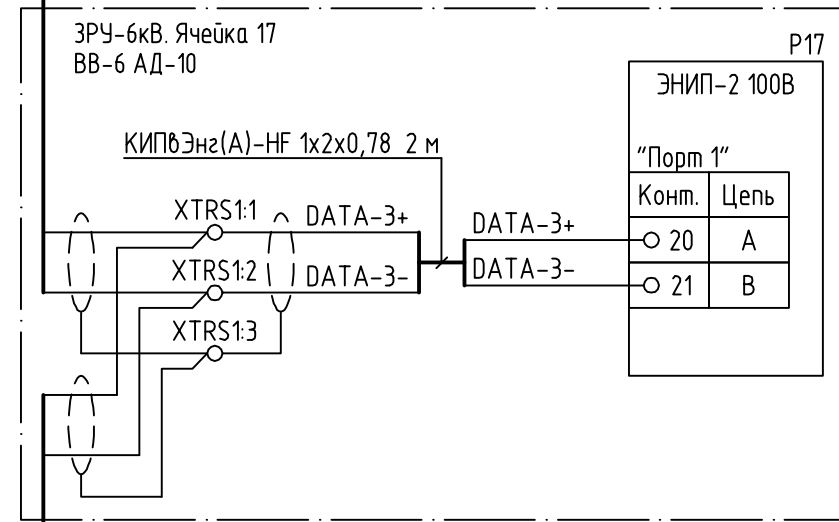 ЗРУ-6кВ. Ячейка 17
ВВ-6 АД-10
P17
ЭНИП-2 100В
КИПвЭнг(А)-HF 1х2х0,78 2 м
"Порт 1"
Конт. Цепь
XTRS1:1
DATA-3+
DATA-3+
20 A
XTRS1:2
DATA-3-
DATA-3-
21 B
XTRS1:3